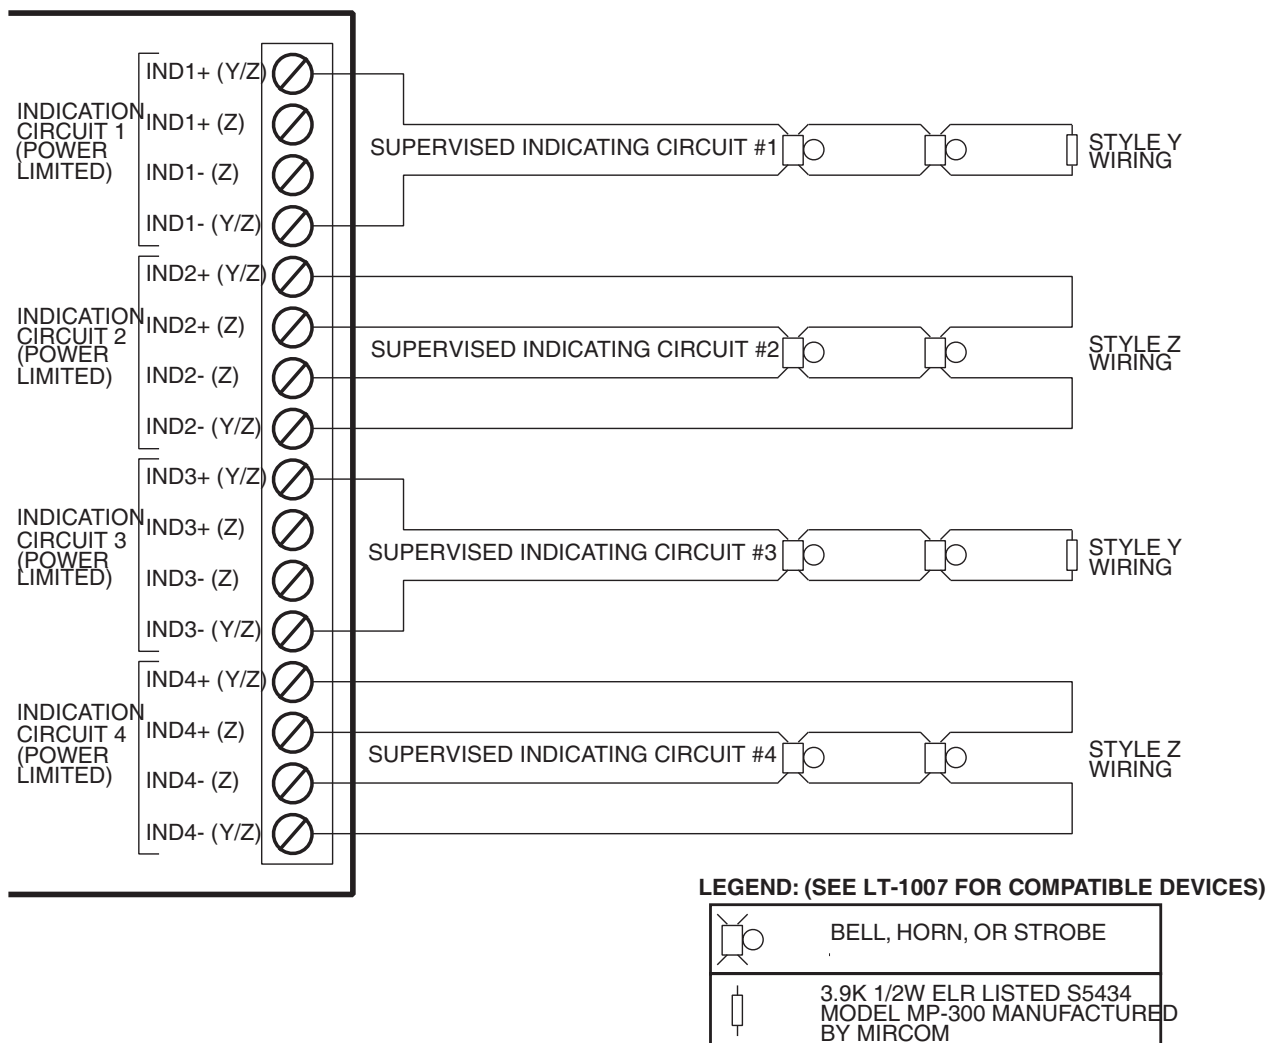 INDICATION
CIRCUIT 1
(POWER
LIMITED)
IND1+ (Y/Z)
IND1+ (Z)
IND1- (Z)
IND1- (Y/Z)
SUPERVISED INDICATING CIRCUIT #1
STYLE Y
WIRING
INDICATION
CIRCUIT 2
(POWER
LIMITED)
IND2+ (Y/Z)
IND2+ (Z)
IND2- (Z)
IND2- (Y/Z)
SUPERVISED INDICATING CIRCUIT #2
STYLE Z
WIRING
INDICATION
CIRCUIT 3
(POWER
LIMITED)
IND3+ (Y/Z)
IND3+ (Z)
IND3- (Z)
IND3- (Y/Z)
SUPERVISED INDICATING CIRCUIT #3
STYLE Y
WIRING
INDICATION
CIRCUIT 4
(POWER
LIMITED)
IND4+ (Y/Z)
IND4+ (Z)
IND4- (Z)
IND4- (Y/Z)
SUPERVISED INDICATING CIRCUIT #4
STYLE Z
WIRING
LEGEND: (SEE LT-1007 FOR COMPATIBLE DEVICES)
BELL, HORN, OR STROBE
3.9K 1/2W ELR LISTED S5434
MODEL MP-300 MANUFACTURED
BY MIRCOM